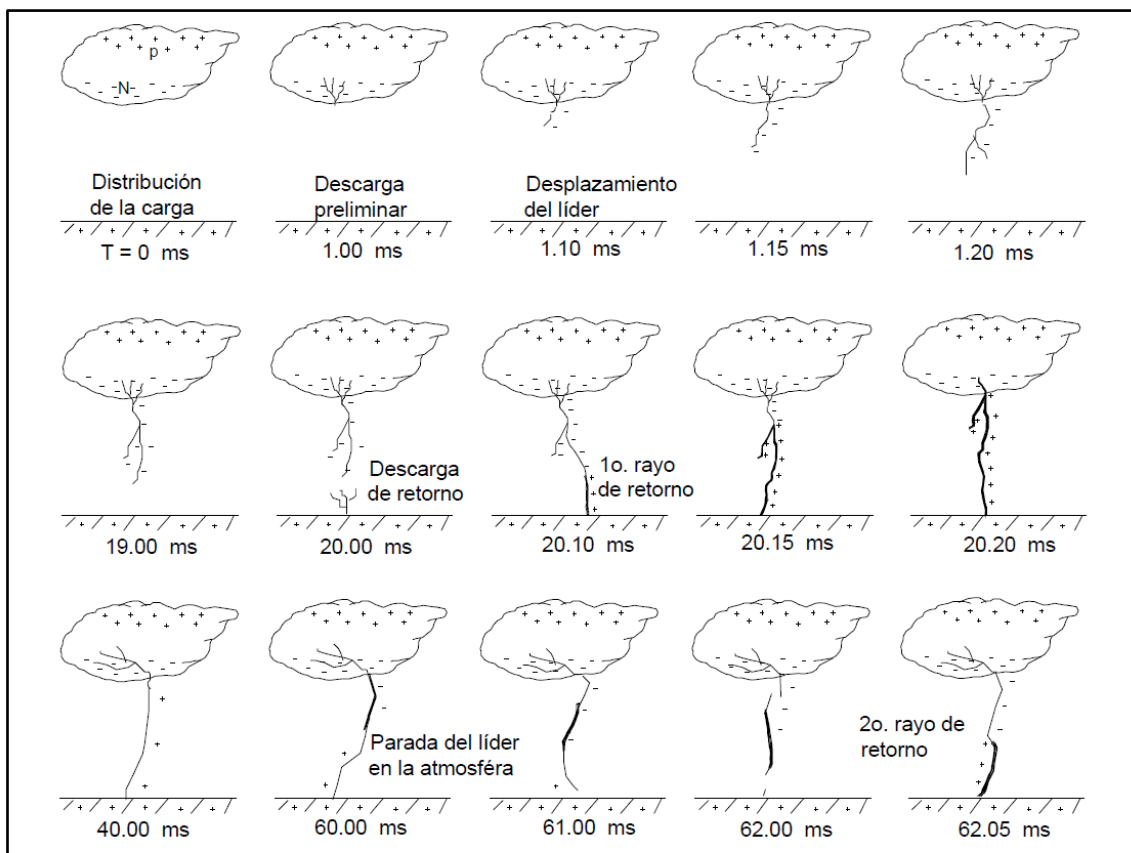 p
-N-
Distribución
de la carga
T = 0 ms
Descarga
preliminar
1.00 ms
Desplazamiento
del líder
1.10 ms
1.15 ms
1.20 ms
19.00 ms
Descarga
de retorno
20.00 ms
1o. rayo
de retorno
20.10 ms
20.15 ms
20.20 ms
40.00 ms
Parada del líder
en la atmosféra
60.00 ms
61.00 ms
62.00 ms
2o. rayo de
retorno
62.05 ms